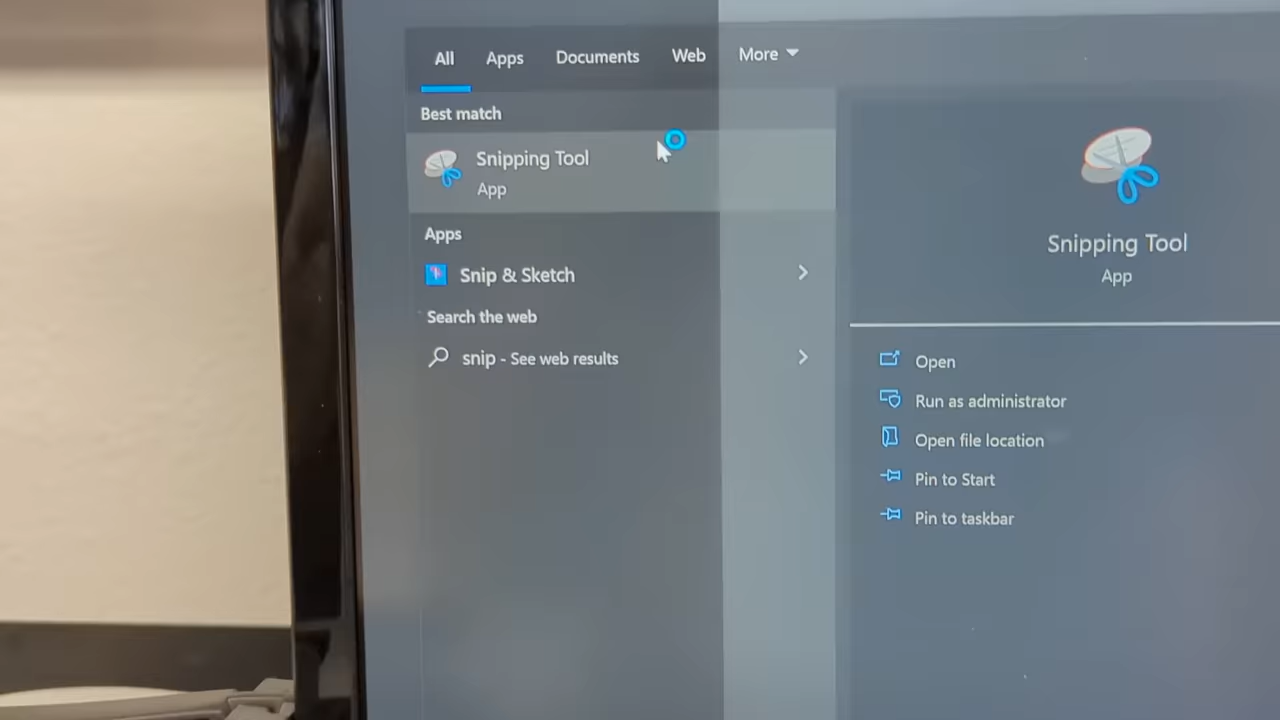 All Apps Documents Web More
Best match
Snipping Tool
App
Apps
Snip & Sketch
Search the web
snip - See web results
Snipping Tool
App
Open
Run as administrator
Open file location
Pin to Start
Pin to taskbar